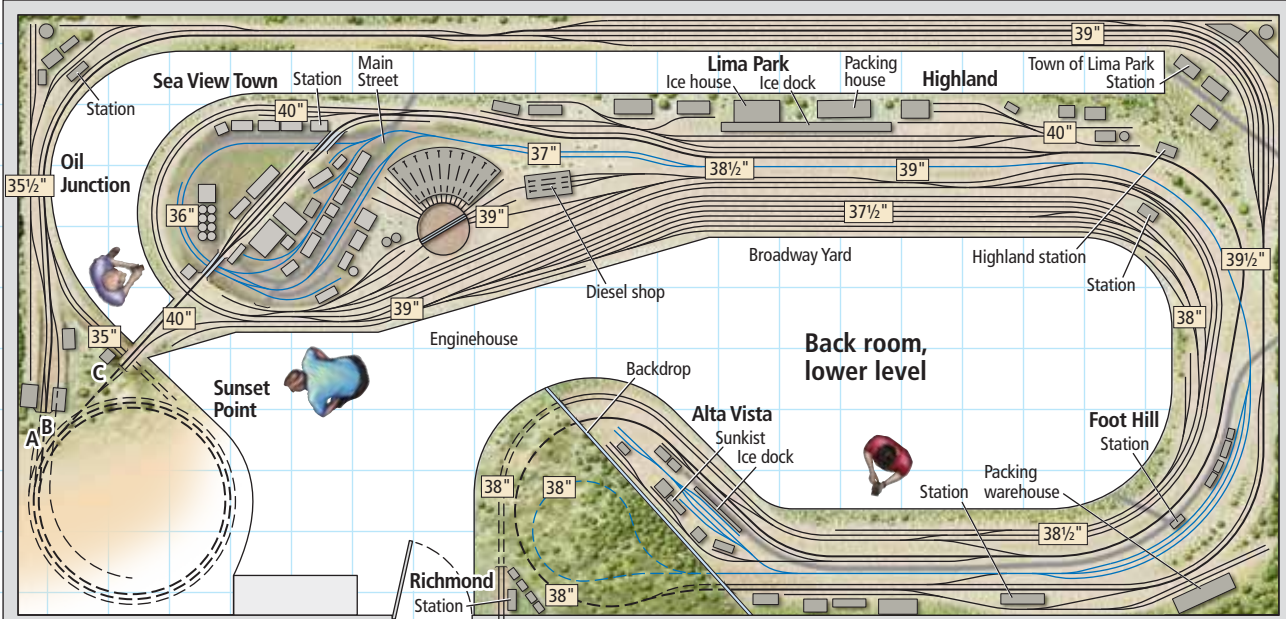 39"
Sea View Town
Station
Main
Street
Lima Park
Ice house
Ice dock
Packing
house
Highland
Town of Lima Park
Station
Station
40"
40"
Oil
Junction
37"
38½"
39"
35½"
36"
39"
37½"
Broadway Yard
Highland station
39½"
Station
Diesel shop
39"
40"
38"
35"
Enginehouse
Back room,
lower level
C
Sunset
Point
Backdrop
A
B
Alta Vista
Sunkist
Ice dock
Foot Hill
Station
Packing
warehouse
Station
38"
38"
38½"
Richmond
Station
38"